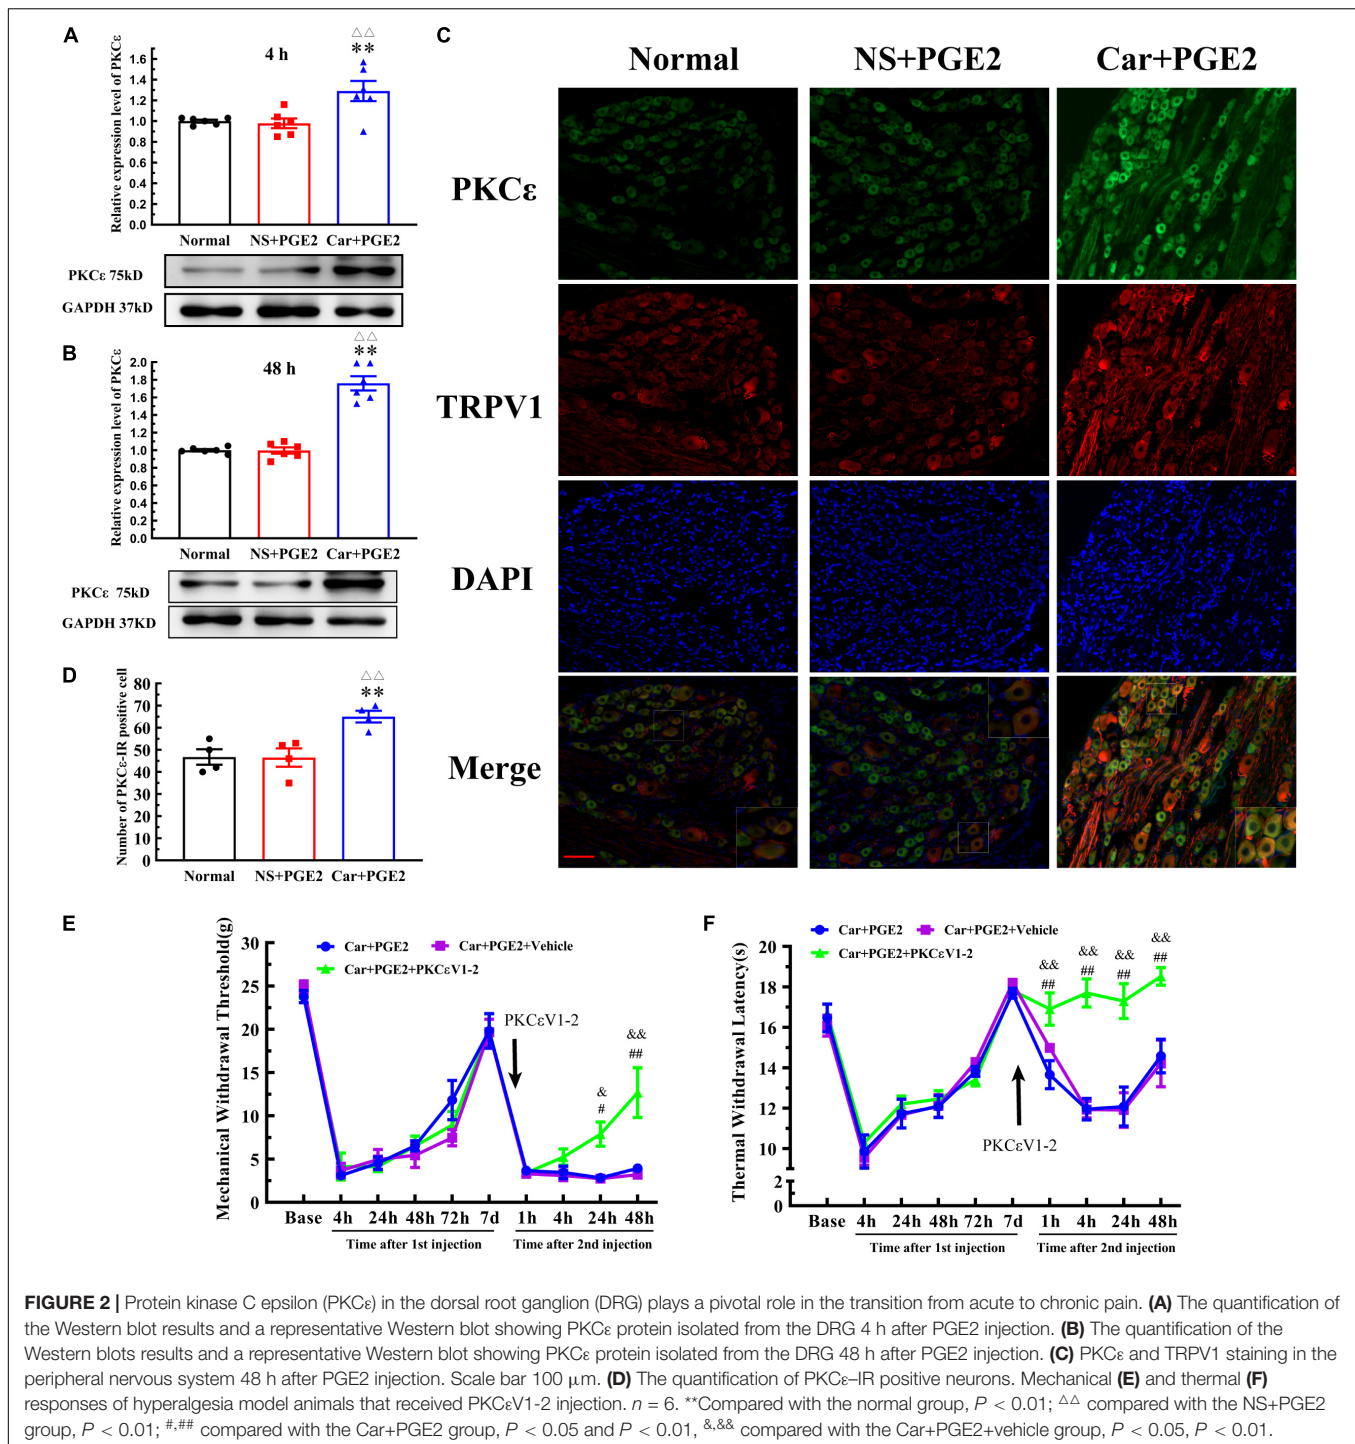 A
4 h
△△
**
Relative expression level of PKCε
1.6
1.4
1.2
1.0
0.8
0.6
0.4
0.2
0.0
Normal NS+PGE2 Car+PGE2
PKCε 75kD
GAPDH 37kD
B
48 h
△△
**
Relative expression level of PKCε
2.0
1.8
1.6
1.4
1.2
1.0
0.8
0.6
0.4
0.2
0.0
Normal NS+PGE2 Car+PGE2
PKCε 75kD
GAPDH 37KD
C
Normal NS+PGE2 Car+PGE2
PKCε
TRPV1
DAPI
Merge
D
△△
**
Number of PKCε-IR positive cell
80
70
60
50
40
30
20
10
0
Normal NS+PGE2 Car+PGE2
E
Mechanical Withdrawal Threshold(g)
Car+PGE2 Car+PGE2+Vehicle
Car+PGE2+PKCεV1-2
30
25
20
15
10
5
0
PKCεV1-2
&
#
&&
##
Base 4h 24h 48h 72h 7d 1h 4h 24h 48h
Time after 1st injection Time after 2nd injection
F
Thermal Withdrawal Latency(s)
Car+PGE2 Car+PGE2+Vehicle
Car+PGE2+PKCεV1-2
20
18
16
14
12
10
2
0
&& && && &&
## ## ## ##
PKCεV1-2
Base 4h 24h 48h 72h 7d 1h 4h 24h 48h
Time after 1st injection Time after 2nd injection
FIGURE 2 | Protein kinase C epsilon (PKCε) in the dorsal root ganglion (DRG) plays a pivotal role in the transition from acute to chronic pain. (A) The quantification of
the Western blot results and a representative Western blot showing PKCε protein isolated from the DRG 4 h after PGE2 injection. (B) The quantification of the
Western blots results and a representative Western blot showing PKCε protein isolated from the DRG 48 h after PGE2 injection. (C) PKCε and TRPV1 staining in the
peripheral nervous system 48 h after PGE2 injection. Scale bar 100 μm. (D) The quantification of PKCε–IR positive neurons. Mechanical (E) and thermal (F)
responses of hyperalgesia model animals that received PKCεV1-2 injection. n = 6. **Compared with the normal group, P < 0.01; △△ compared with the NS+PGE2
group, P < 0.01; #,## compared with the Car+PGE2 group, P < 0.05 and P < 0.01, &,&& compared with the Car+PGE2+vehicle group, P < 0.05, P < 0.01.